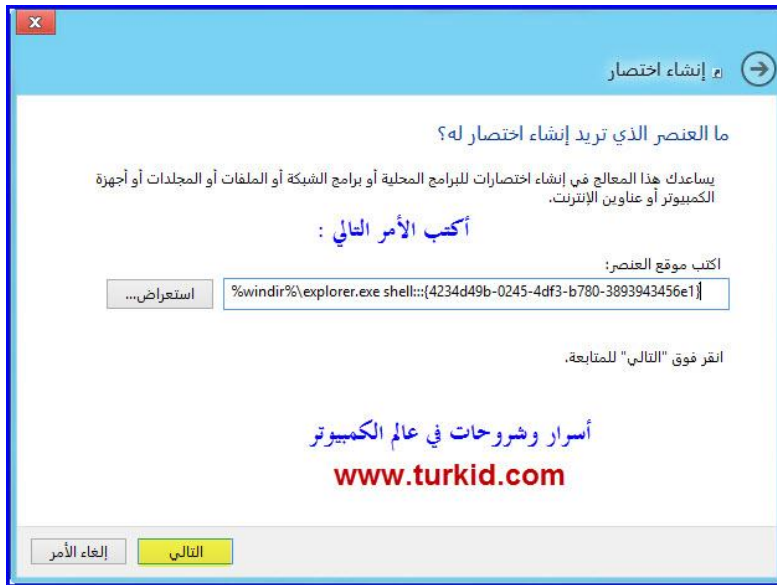 x
إنشاء اختصار
ما العنصر الذي تريد إنشاء اختصار له؟
يساعدك هذا المعالج في إنشاء اختصارات للبرامج المحلية أو برامج الشبكة أو الملفات أو المجلدات أو أجهزة
الكمبيوتر أو عناوين الإنترنت.
أكتب الأمر التالي :
اكتب موقع العنصر:
%windir%\explorer.exe shell:::{4234d49b-0245-4df3-b780-3893943456e1}
استعراض...
انقر فوق "التالي" للمتابعة.
أسرار وشروحات في عالم الكمبيوتر
www.turkid.com
التالي
إلغاء الأمر